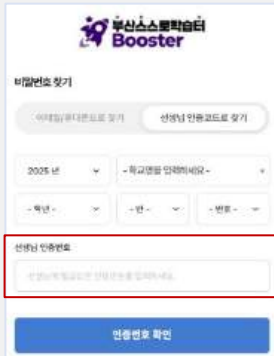 부산스스로학습터
Booster
비밀번호 찾기
이메일/휴대폰으로 찾기 선생님 인증코드로 찾기
2025 년 - 학교명을 입력하세요 -
- 학년 - - 반 - - 번호 -
선생님 인증번호
인증번호 확인